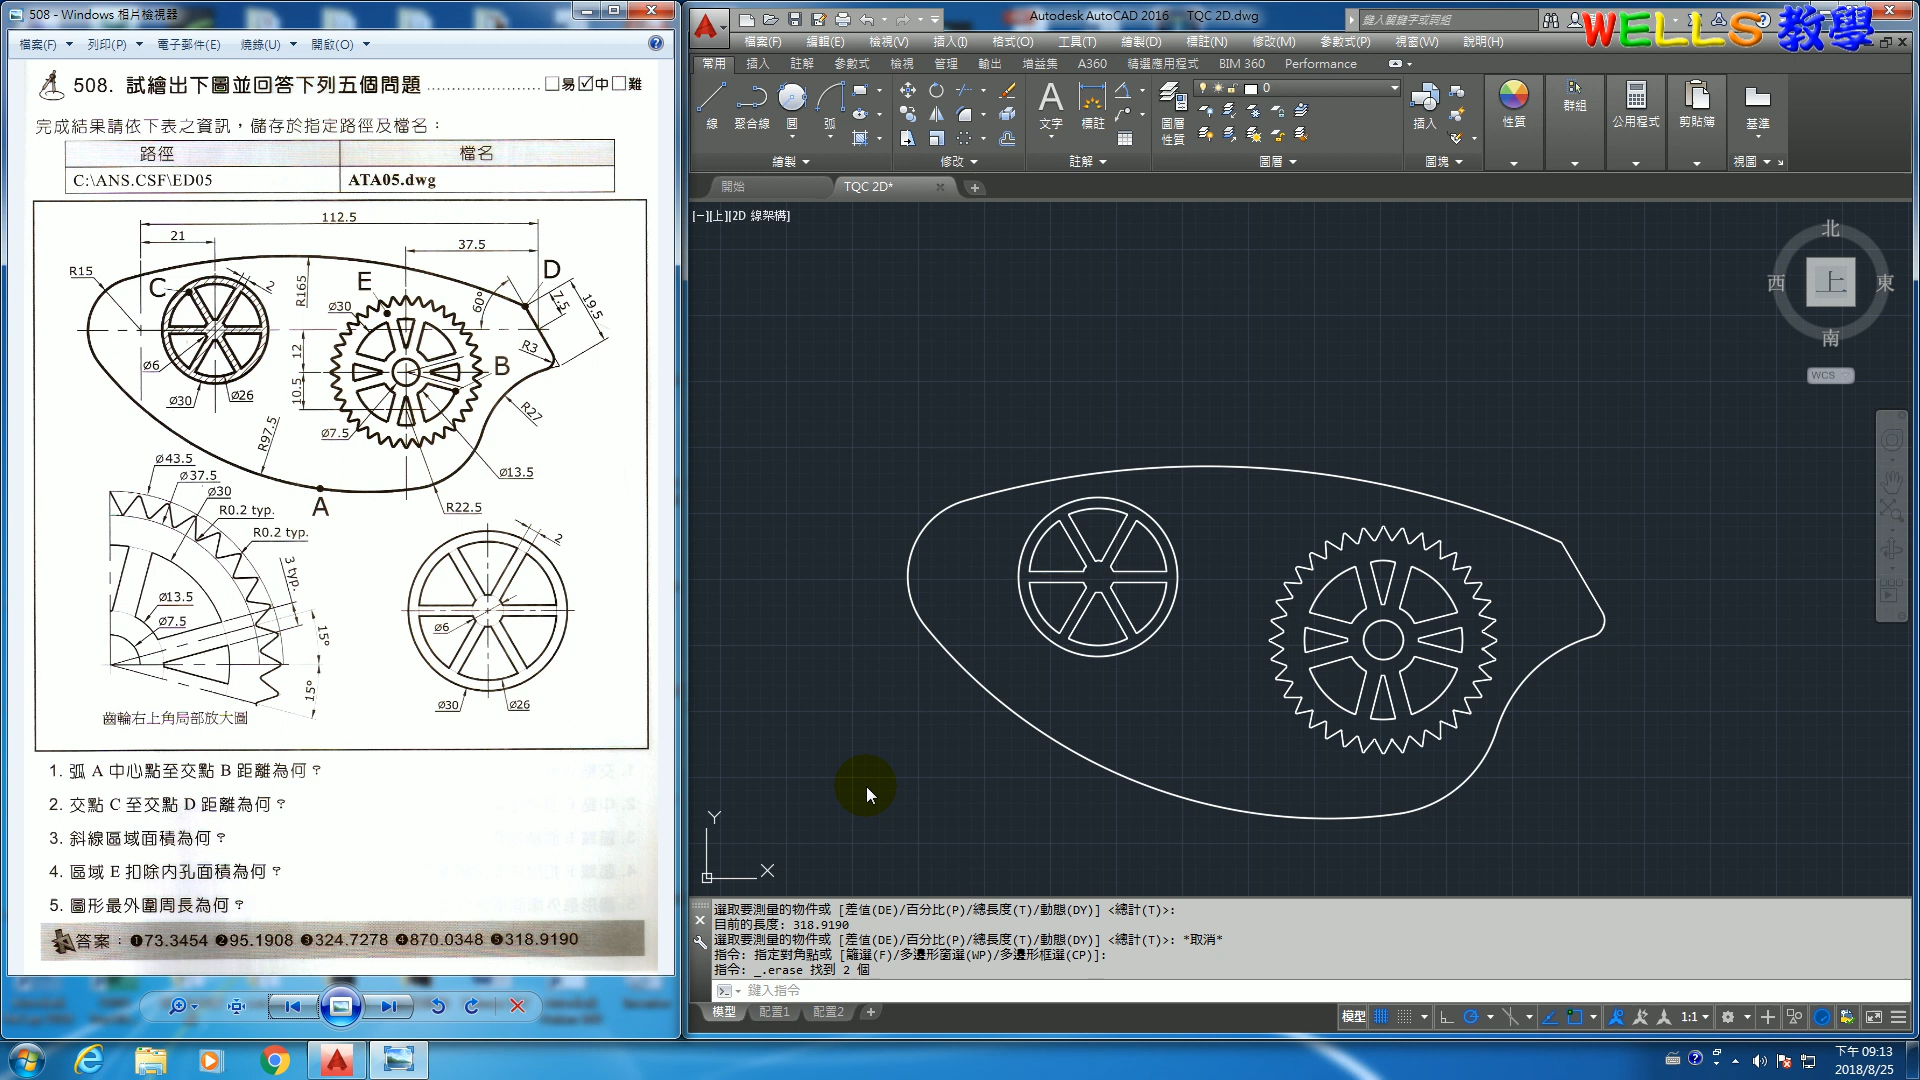 508 - Windows 相片檢視器
檔案(F) 列印(P) 電子郵件(E) 燒錄(U) 開啟(O)
508. 試繪出下圖並回答下列五個問題 ........................ □易☑中□難
完成結果請依下表之資訊，儲存於指定路徑及檔名：
路徑 檔名
C:\ANS.CSF\ED05 ATA05.dwg
112.5
21
37.5
R15
C
2
R165
E
D
Ø30
60°
7.5
19.5
12
R3
Ø6
B
10.5
Ø30
Ø26
R27
R97.5
Ø7.5
Ø43.5
Ø37.5
Ø13.5
Ø30
A
R22.5
R0.2 typ.
R0.2 typ.
2
3 typ.
Ø13.5
Ø7.5
Ø6
15°
15°
Ø30
Ø26
齒輪右上角局部放大圖
1. 弧 A 中心點至交點 B 距離為何？
2. 交點 C 至交點 D 距離為何？
3. 斜線區域面積為何？
4. 區域 E 扣除內孔面積為何？
5. 圖形最外圍周長為何？
答案：❶73.3454 ❷95.1908 ❸324.7278 ❹870.0348 ❺318.9190
Autodesk AutoCAD 2016 TQC 2D.dwg
鍵入關鍵字或詞組
WELLS教學
檔案(F) 編輯(E) 檢視(V) 插入(I) 格式(O) 工具(T) 繪製(D) 標註(N) 修改(M) 參數式(P) 視窗(W) 說明(H)
常用 插入 註解 參數式 檢視 管理 輸出 增益集 A360 精選應用程式 BIM 360 Performance
線 聚合線 圓 弧 文字 標註 圖層性質 0 插入 性質 群組 公用程式 剪貼簿 基準
繪製 修改 註解 圖層 圖塊 視圖
開始 TQC 2D*
[−][上][2D 線架構]
北
西 上 東
南
WCS
Y
X
選取要測量的物件或 [差值(DE)/百分比(P)/總長度(T)/動態(DY)] <總計(T)>:
目前的長度: 318.9190
選取要測量的物件或 [差值(DE)/百分比(P)/總長度(T)/動態(DY)] <總計(T)>: *取消*
指令: 指定對角點或 [籬選(F)/多邊形窗選(WP)/多邊形框選(CP)]:
指令: _.erase 找到 2 個
鍵入指令
模型 配置1 配置2
模型 1:1
下午 09:13
2018/8/25